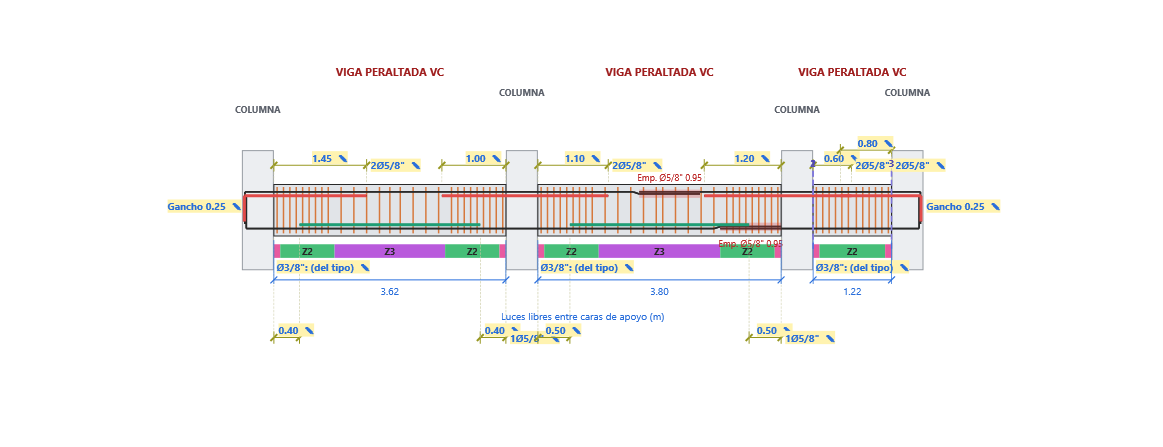 VIGA PERALTADA VC
VIGA PERALTADA VC
VIGA PERALTADA VC
COLUMNA
COLUMNA
COLUMNA
COLUMNA
0.80
1.45
2Ø5/8"
1.00
1.10
2Ø5/8"
1.20
0.60
2Ø5/8"
3
2Ø5/8"
Emp. Ø5/8" 0.95
Gancho 0.25
Gancho 0.25
Emp. Ø5/8" 0.95
Z2
Z3
Z2
Z2
Z3
Z2
Z2
Ø3/8": (del tipo)
Ø3/8": (del tipo)
Ø3/8": (del tipo)
3.62
3.80
1.22
Luces libres entre caras de apoyo (m)
0.40
0.40
1Ø5/8"
0.50
0.50
1Ø5/8"